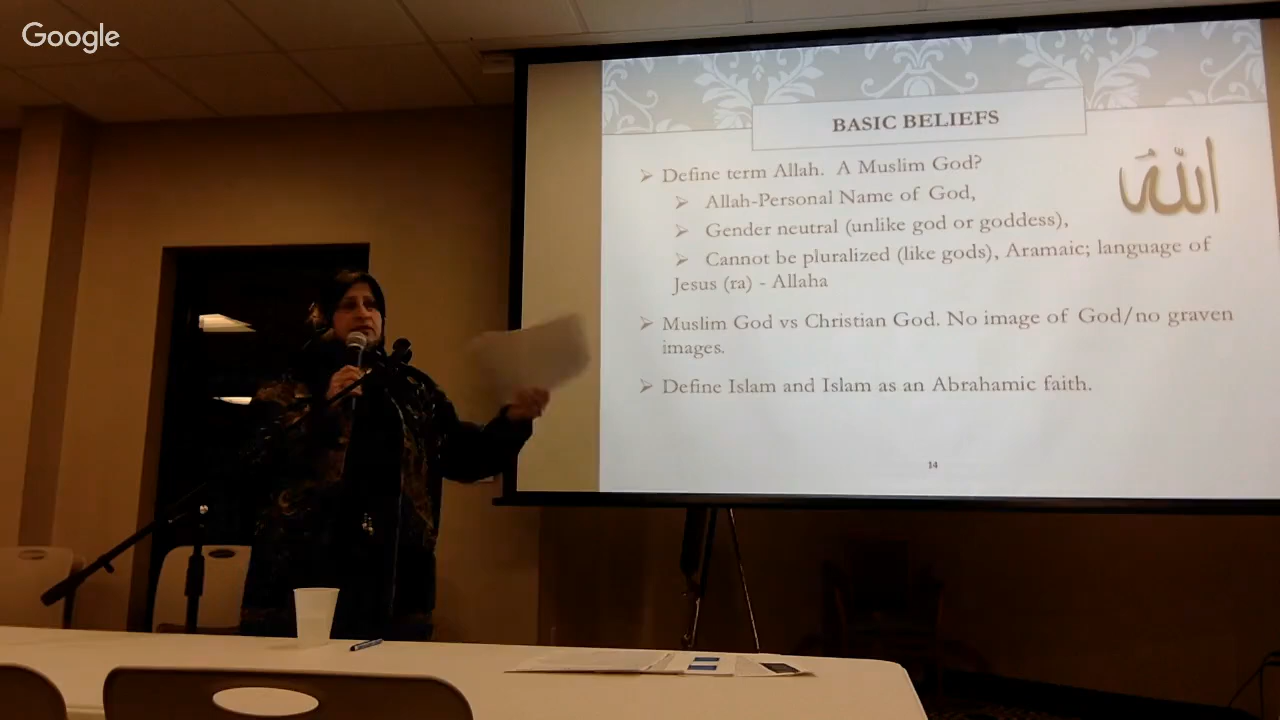 Google
BASIC BELIEFS
➢ Define term Allah. A Muslim God?
➢ Allah-Personal Name of God,
➢ Gender neutral (unlike god or goddess),
➢ Cannot be pluralized (like gods), Aramaic; language of
Jesus (ra) - Allaha
الله
➢ Muslim God vs Christian God. No image of God/no graven
images.
➢ Define Islam and Islam as an Abrahamic faith.
14